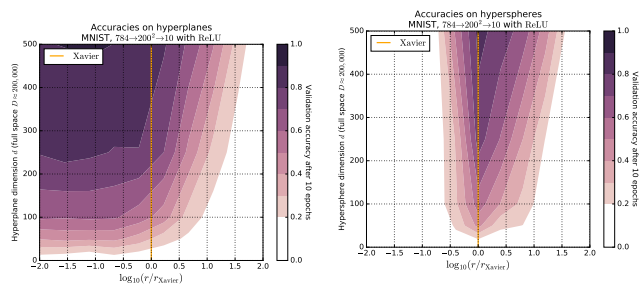 Accuracies on hyperplanes
MNIST, 784→200²→10 with ReLU
Xavier
500
400
300
200
100
0
Hyperplane dimension d (full space D≈200,000)
−2.0 −1.5 −1.0 −0.5 0.0 0.5 1.0 1.5 2.0
log₁₀(r/r_Xavier)
1.0
0.8
0.6
0.4
0.2
0.0
Validation accuracy after 10 epochs
Accuracies on hyperspheres
MNIST, 784→200²→10 with ReLU
Xavier
500
400
300
200
100
0
Hypersphere dimension d (full space D≈200,000)
−2.0 −1.5 −1.0 −0.5 0.0 0.5 1.0 1.5 2.0
log₁₀(r/r_Xavier)
1.0
0.8
0.6
0.4
0.2
0.0
Validation accuracy after 10 epochs